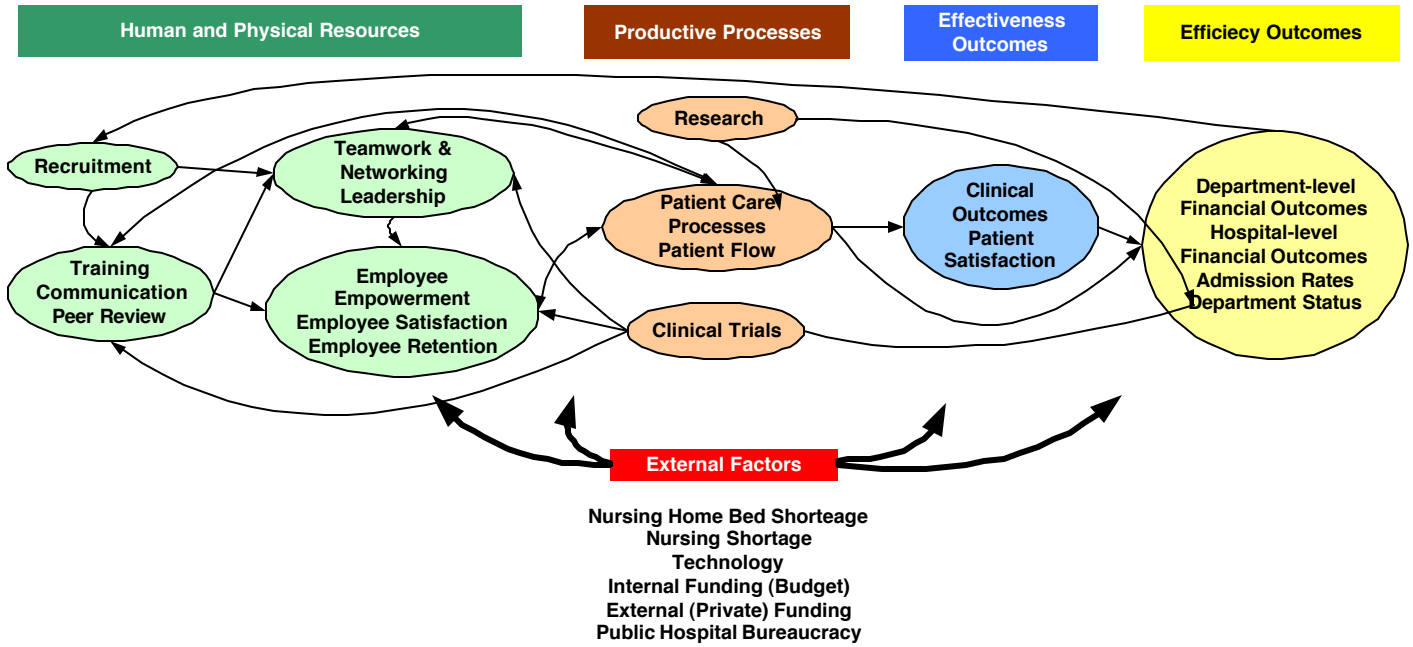 Human and Physical Resources
Productive Processes
Effectiveness
Outcomes
Efficiecy Outcomes
Recruitment
Teamwork &
Networking
Leadership
Training
Communication
Peer Review
Employee
Empowerment
Employee Satisfaction
Employee Retention
Research
Patient Care
Processes
Patient Flow
Clinical Trials
Clinical
Outcomes
Patient
Satisfaction
Department-level
Financial Outcomes
Hospital-level
Financial Outcomes
Admission Rates
Department Status
External Factors
Nursing Home Bed Shorteage
Nursing Shortage
Technology
Internal Funding (Budget)
External (Private) Funding
Public Hospital Bureaucracy